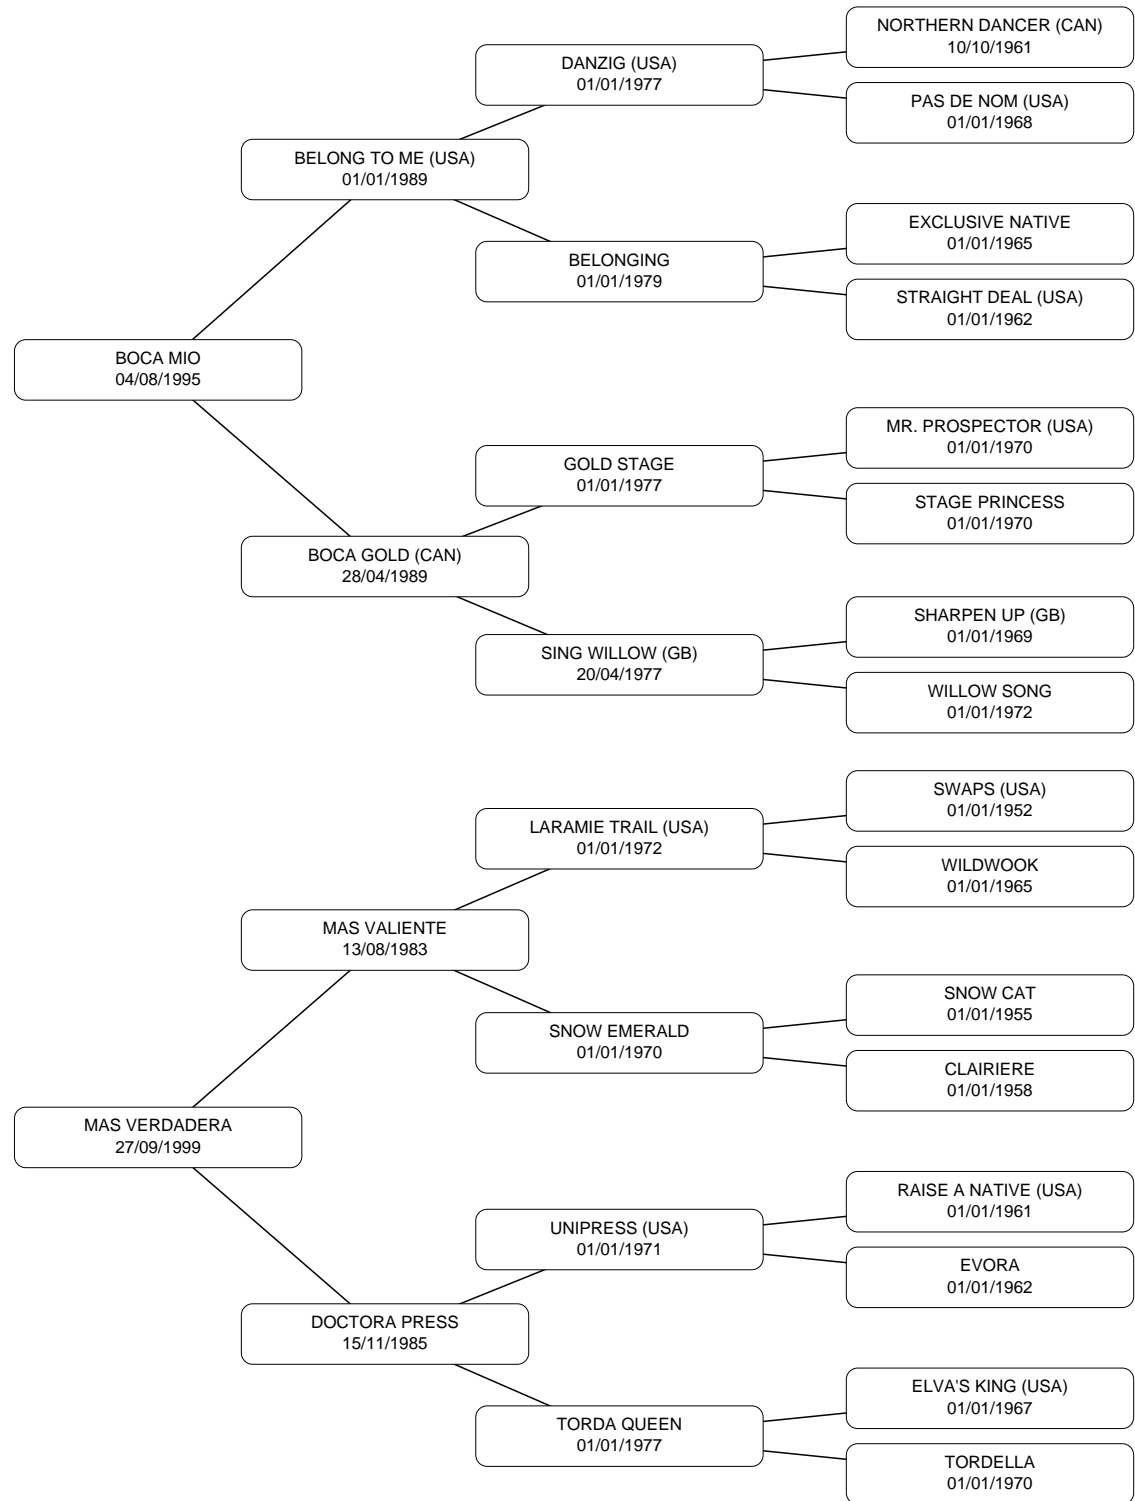 NORTHERN DANCER (CAN)
10/10/1961
DANZIG (USA)
01/01/1977
PAS DE NOM (USA)
01/01/1968
BELONG TO ME (USA)
01/01/1989
EXCLUSIVE NATIVE
01/01/1965
BELONGING
01/01/1979
STRAIGHT DEAL (USA)
01/01/1962
BOCA MIO
04/08/1995
MR. PROSPECTOR (USA)
01/01/1970
GOLD STAGE
01/01/1977
STAGE PRINCESS
01/01/1970
BOCA GOLD (CAN)
28/04/1989
SHARPEN UP (GB)
01/01/1969
SING WILLOW (GB)
20/04/1977
WILLOW SONG
01/01/1972
SWAPS (USA)
01/01/1952
LARAMIE TRAIL (USA)
01/01/1972
WILDWOOK
01/01/1965
MAS VALIENTE
13/08/1983
SNOW CAT
01/01/1955
SNOW EMERALD
01/01/1970
CLAIRIERE
01/01/1958
MAS VERDADERA
27/09/1999
RAISE A NATIVE (USA)
01/01/1961
UNIPRESS (USA)
01/01/1971
EVORA
01/01/1962
DOCTORA PRESS
15/11/1985
ELVA'S KING (USA)
01/01/1967
TORDA QUEEN
01/01/1977
TORDELLA
01/01/1970